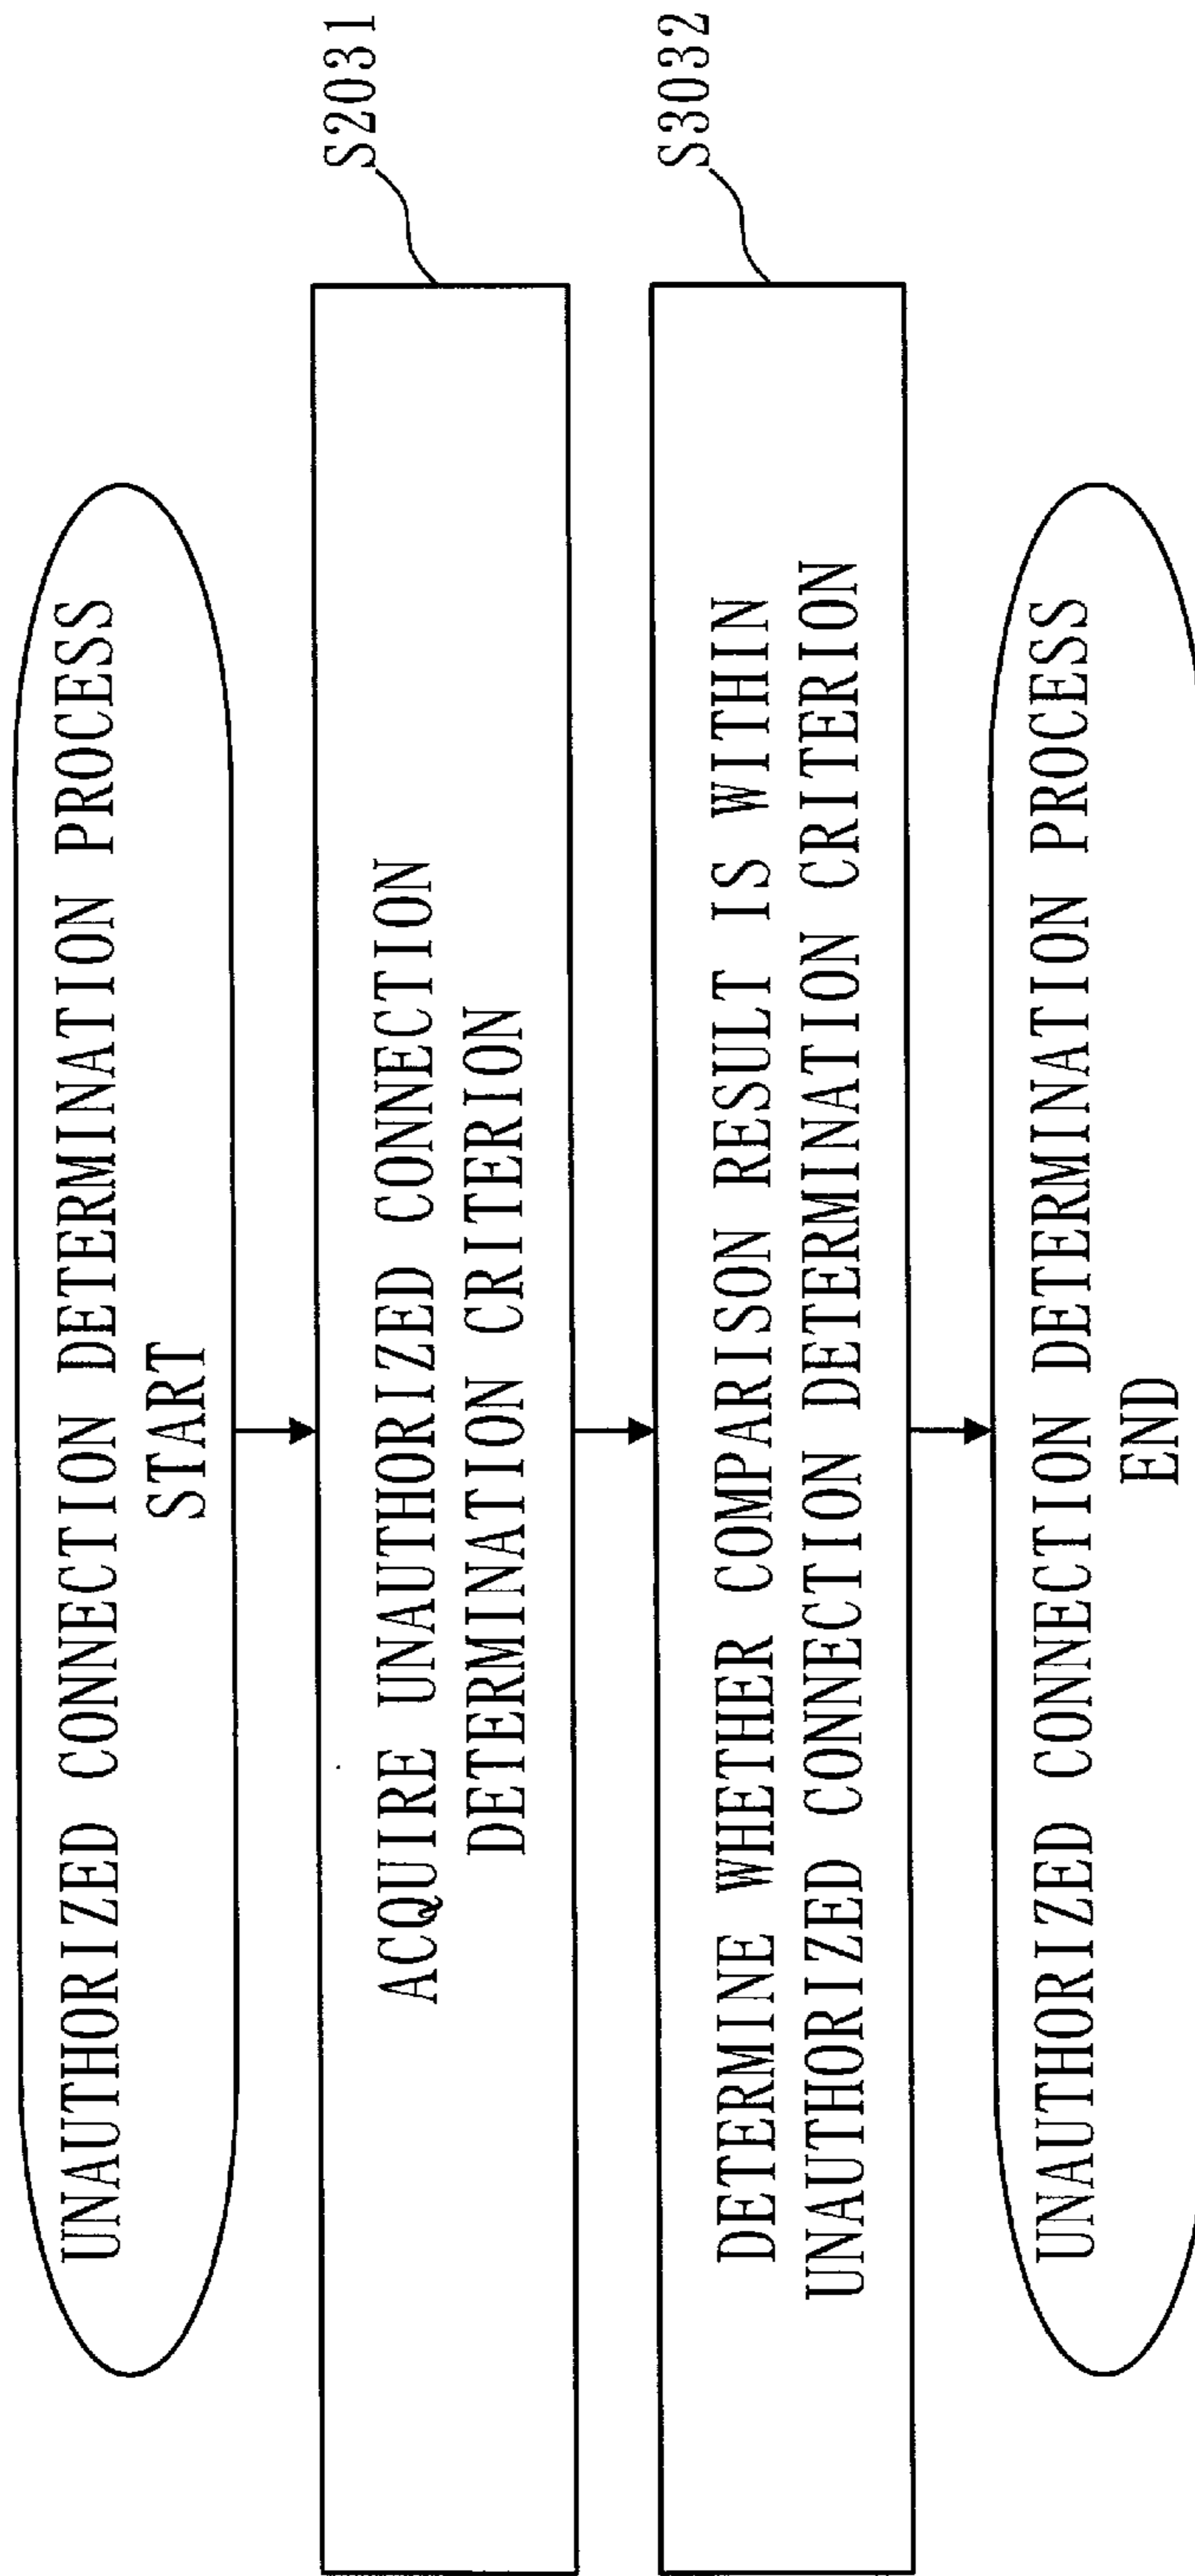 UNAUTHORIZED CONNECTION DETERMINATION PROCESS
START
S2031
ACQUIRE UNAUTHORIZED CONNECTION
DETERMINATION CRITERION
S3032
DETERMINE WHETHER COMPARISON RESULT IS WITHIN
UNAUTHORIZED CONNECTION DETERMINATION CRITERION
UNAUTHORIZED CONNECTION DETERMINATION PROCESS
END